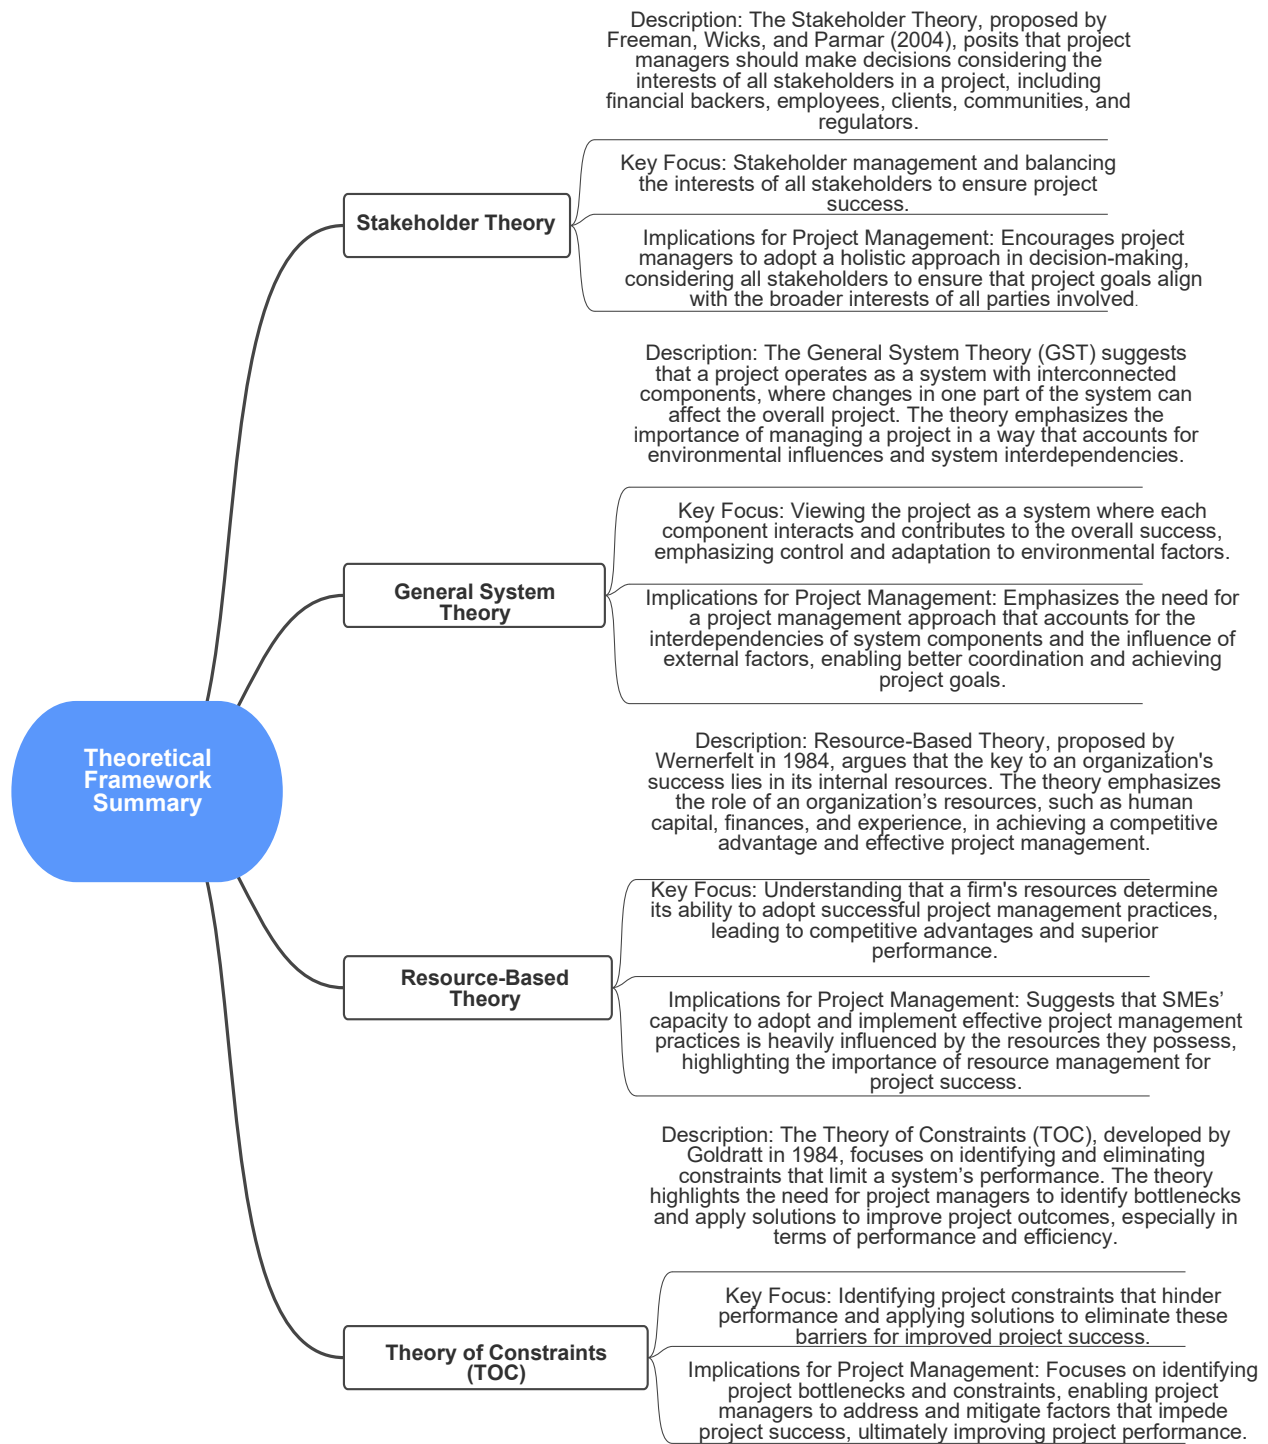 Description: The Stakeholder Theory, proposed by
Freeman, Wicks, and Parmar (2004), posits that project
managers should make decisions considering the
interests of all stakeholders in a project, including
financial backers, employees, clients, communities, and
regulators.
Key Focus: Stakeholder management and balancing
the interests of all stakeholders to ensure project
success.
Stakeholder Theory
Implications for Project Management: Encourages project
managers to adopt a holistic approach in decision-making,
considering all stakeholders to ensure that project goals align
with the broader interests of all parties involved.
Description: The General System Theory (GST) suggests
that a project operates as a system with interconnected
components, where changes in one part of the system can
affect the overall project. The theory emphasizes the
importance of managing a project in a way that accounts for
environmental influences and system interdependencies.
Key Focus: Viewing the project as a system where each
component interacts and contributes to the overall success,
emphasizing control and adaptation to environmental factors.
General System
Theory
Implications for Project Management: Emphasizes the need for
a project management approach that accounts for the
interdependencies of system components and the influence of
external factors, enabling better coordination and achieving
project goals.
Theoretical
Framework
Summary
Description: Resource-Based Theory, proposed by
Wernerfelt in 1984, argues that the key to an organization's
success lies in its internal resources. The theory emphasizes
the role of an organization’s resources, such as human
capital, finances, and experience, in achieving a competitive
advantage and effective project management.
Key Focus: Understanding that a firm's resources determine
its ability to adopt successful project management practices,
leading to competitive advantages and superior
performance.
Resource-Based
Theory
Implications for Project Management: Suggests that SMEs’
capacity to adopt and implement effective project management
practices is heavily influenced by the resources they possess,
highlighting the importance of resource management for
project success.
Description: The Theory of Constraints (TOC), developed by
Goldratt in 1984, focuses on identifying and eliminating
constraints that limit a system’s performance. The theory
highlights the need for project managers to identify bottlenecks
and apply solutions to improve project outcomes, especially in
terms of performance and efficiency.
Key Focus: Identifying project constraints that hinder
performance and applying solutions to eliminate these
barriers for improved project success.
Theory of Constraints
(TOC)
Implications for Project Management: Focuses on identifying
project bottlenecks and constraints, enabling project
managers to address and mitigate factors that impede
project success, ultimately improving project performance.